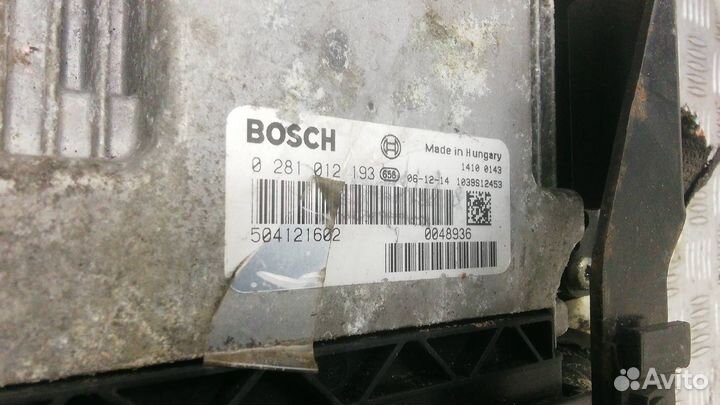 BOSCH
Made in Hungary
1410 0143
0 281 012 193 656 06-12-14 1039S12453
504121602 0048936
Avito